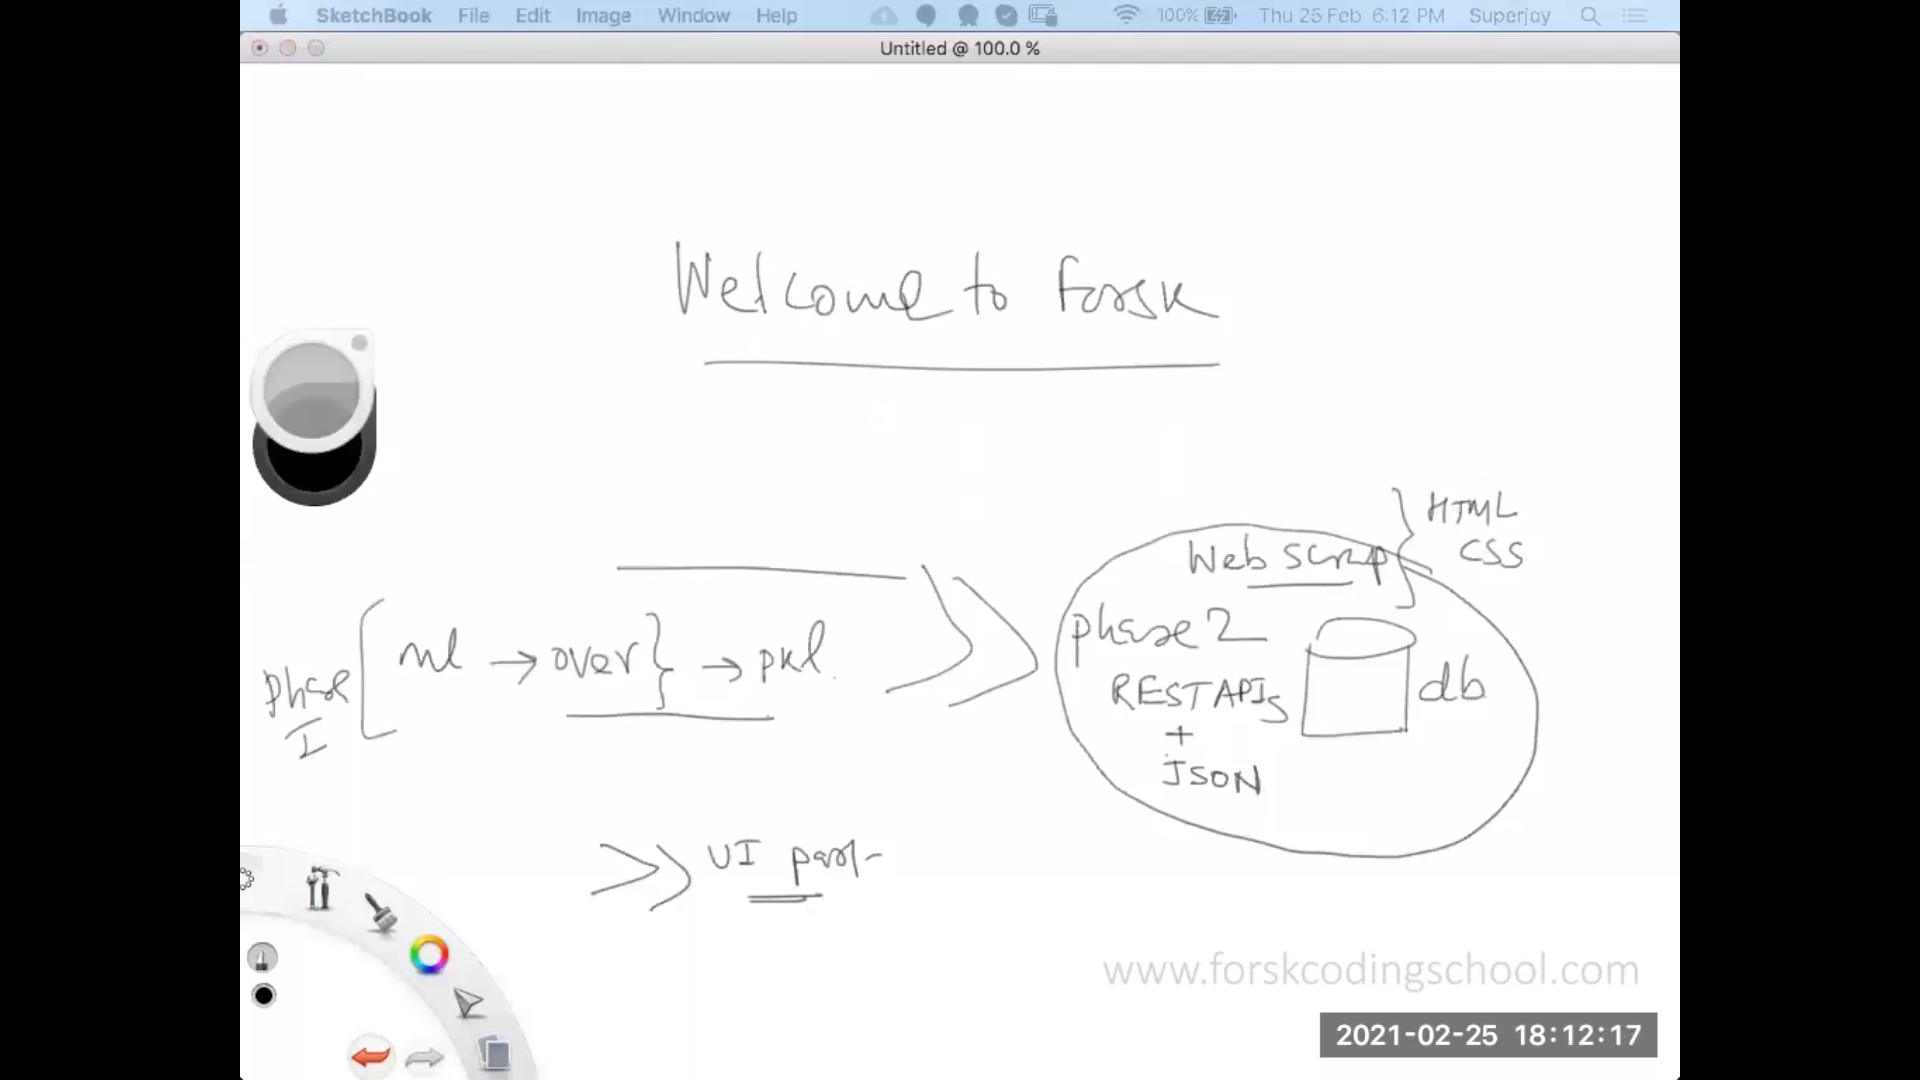 SketchBook File Edit Image Window Help 100% Thu 25 Feb 6:12 PM Superjoy
Untitled @ 100.0 %
Welcome to Forsk
HTML
CSS
Web scrap
Phase I
ml → over } → pkl
phase 2
REST APIs
+
JSON
db
>> UI part
www.forskcodingschool.com
2021-02-25 18:12:17